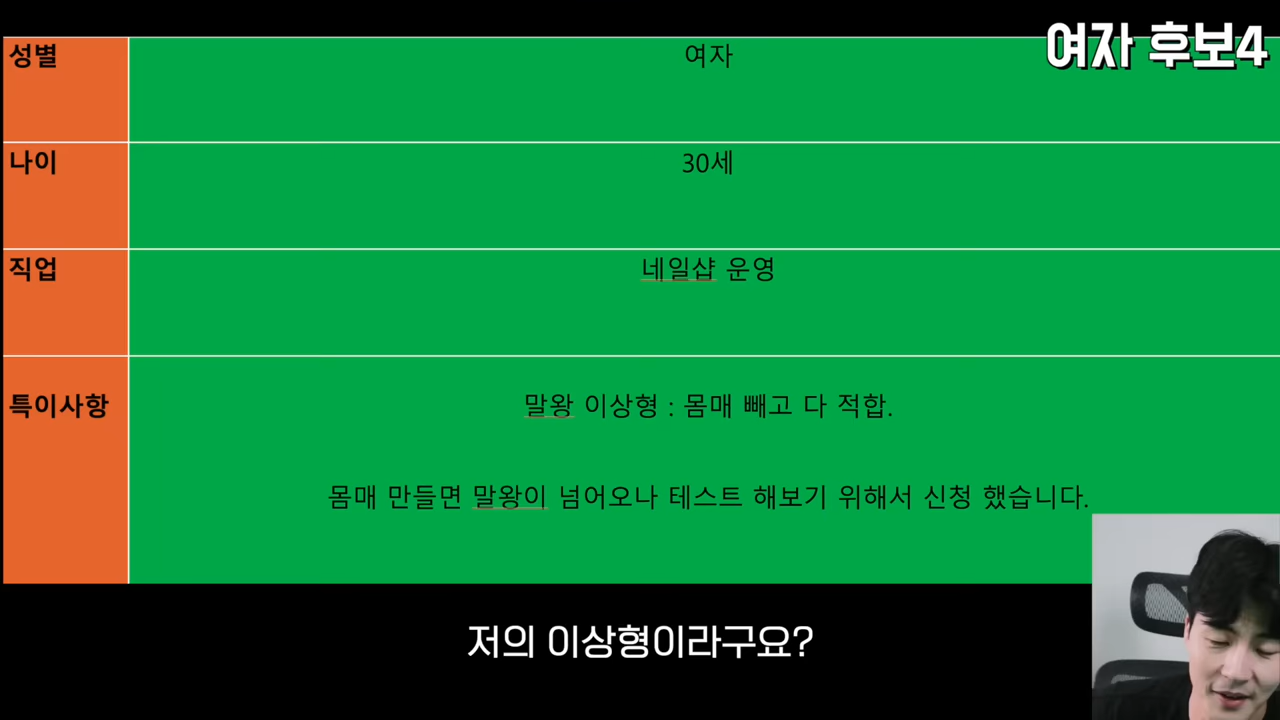 여자 후보4
성별
여자
나이
30세
직업
네일샵 운영
특이사항
말왕 이상형 : 몸매 빼고 다 적합.
몸매 만들면 말왕이 넘어오나 테스트 해보기 위해서 신청 했습니다.
저의 이상형이라구요?